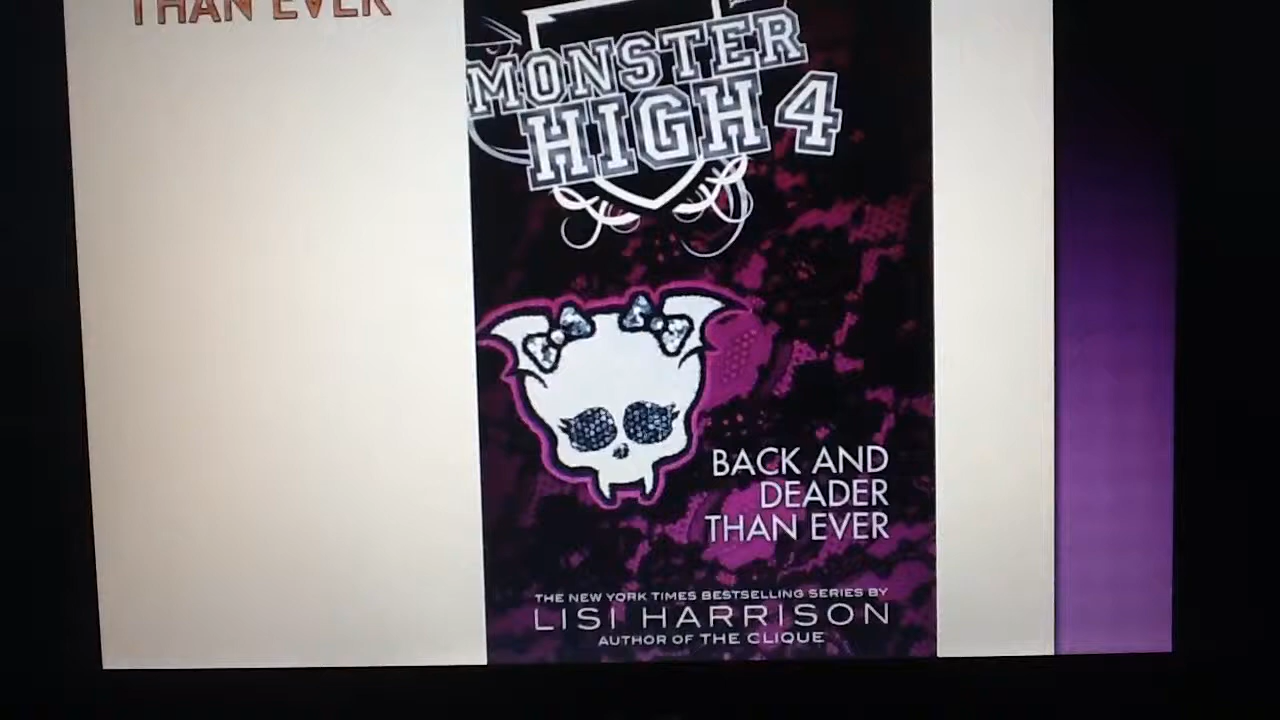 THAN EVER
MONSTER
HIGH 4
BACK AND
DEADER
THAN EVER
THE NEW YORK TIMES BESTSELLING SERIES BY
LISI HARRISON
AUTHOR OF THE CLIQUE